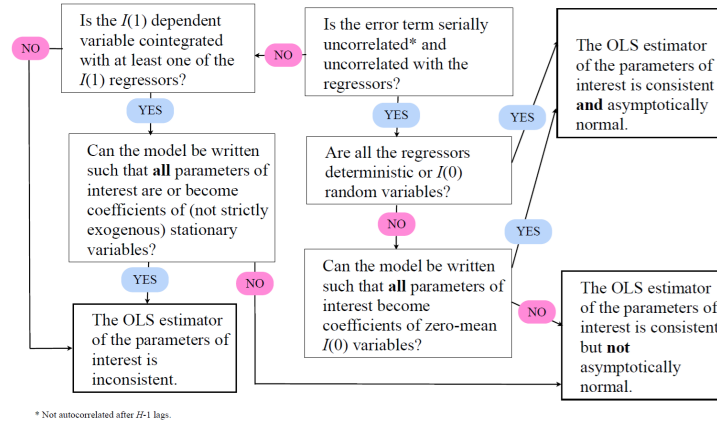 Is the I(1) dependent
variable cointegrated
with at least one of the
I(1) regressors?
NO
YES
Can the model be written
such that all parameters of
interest are or become
coefficients of (not strictly
exogenous) stationary
variables?
YES
NO
The OLS estimator
of the parameters of
interest is
inconsistent.
Is the error term serially
uncorrelated* and
uncorrelated with the
regressors?
NO
YES
Are all the regressors
deterministic or I(0)
random variables?
YES
NO
Can the model be written
such that all parameters of
interest become
coefficients of zero-mean
I(0) variables?
YES
NO
The OLS estimator
of the parameters of
interest is consistent
and asymptotically
normal.
The OLS estimator
of the parameters of
interest is consistent
but not
asymptotically
normal.
* Not autocorrelated after H-1 lags.